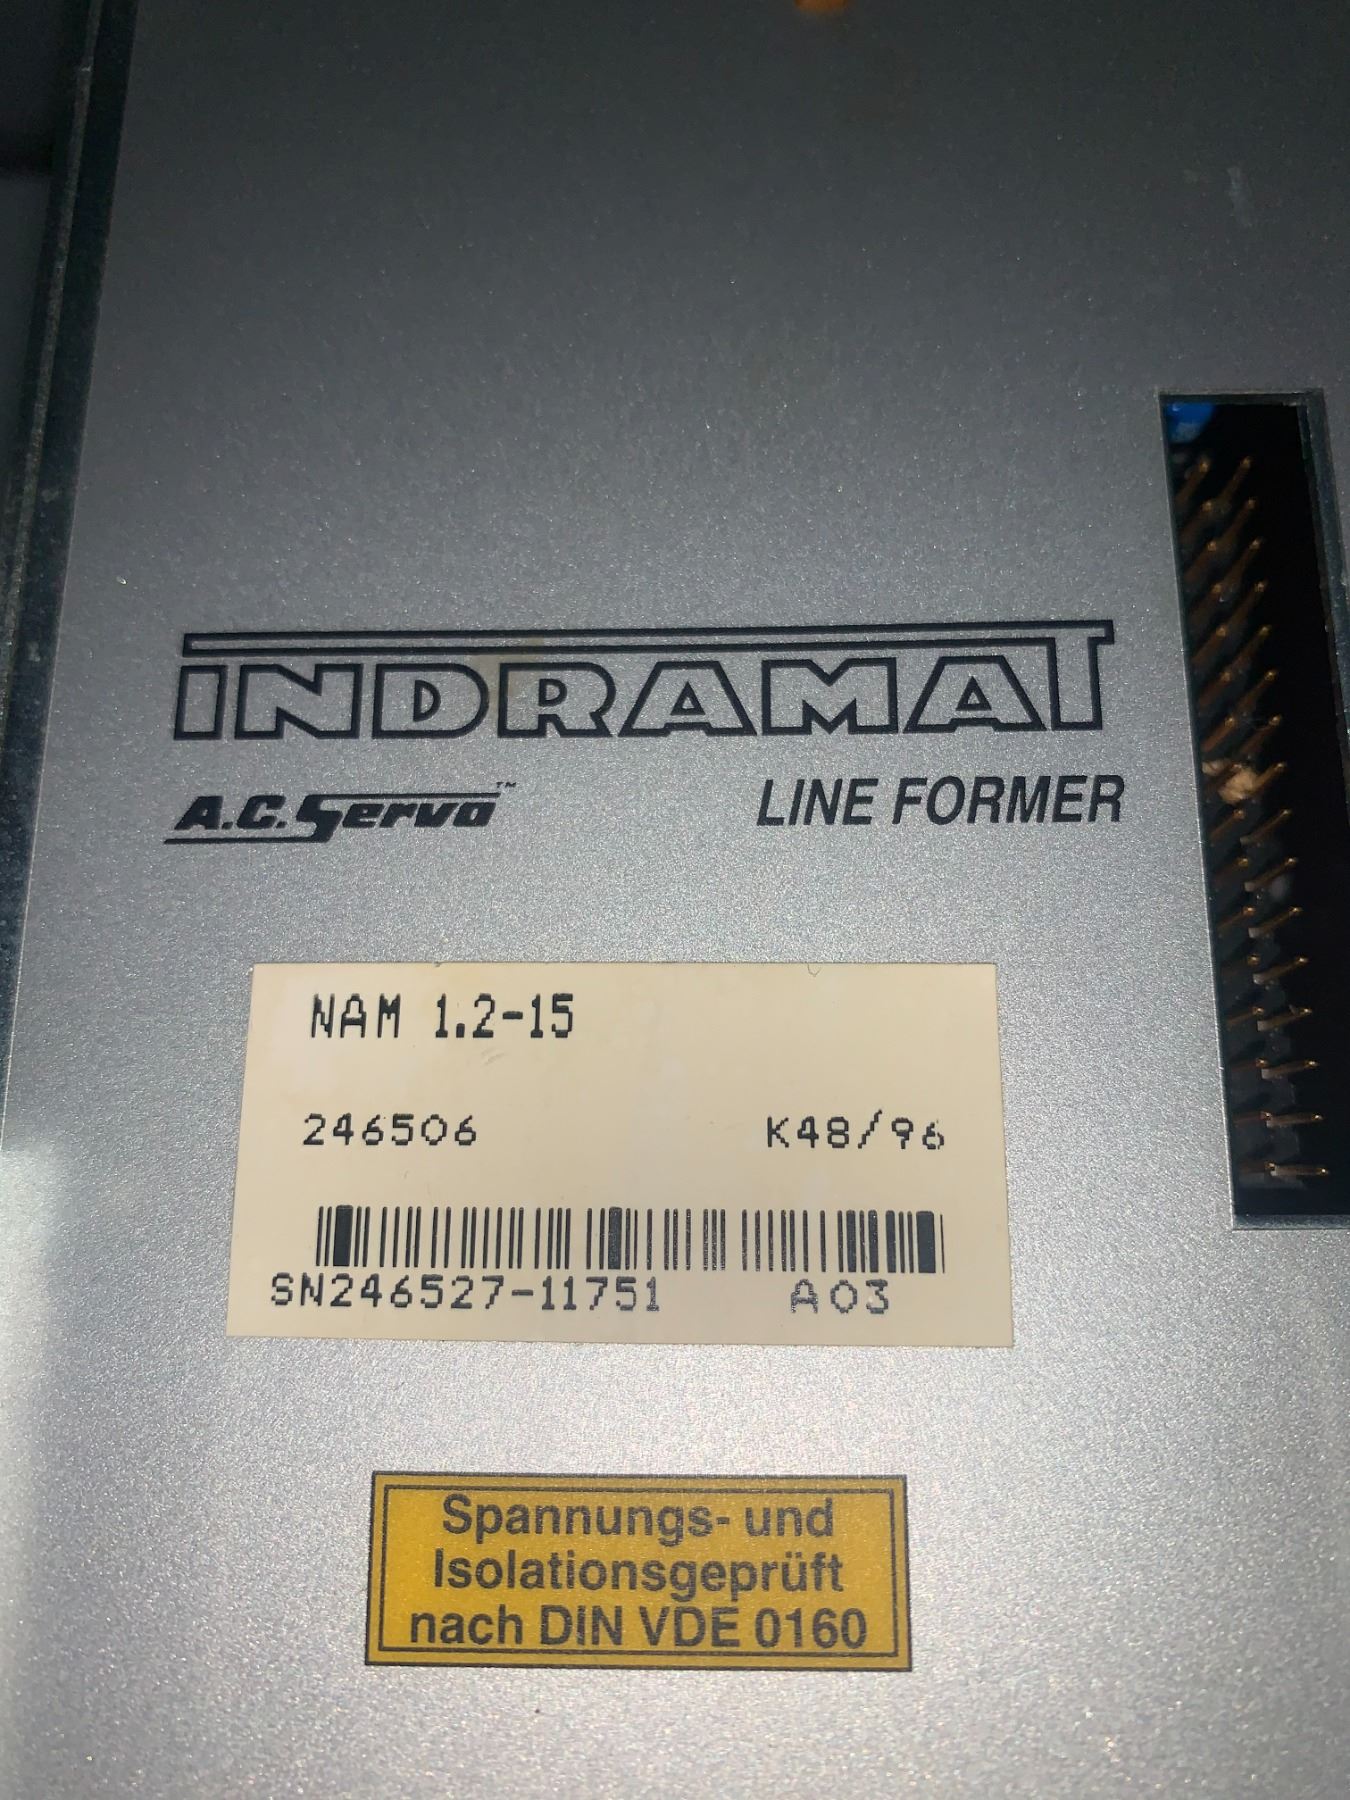 INDRAMAT
A.C. Servo™
LINE FORMER
NAM 1.2-15
246506
K48/96
SN246527-11751
A03
Spannungs- und
Isolationsgeprüft
nach DIN VDE 0160